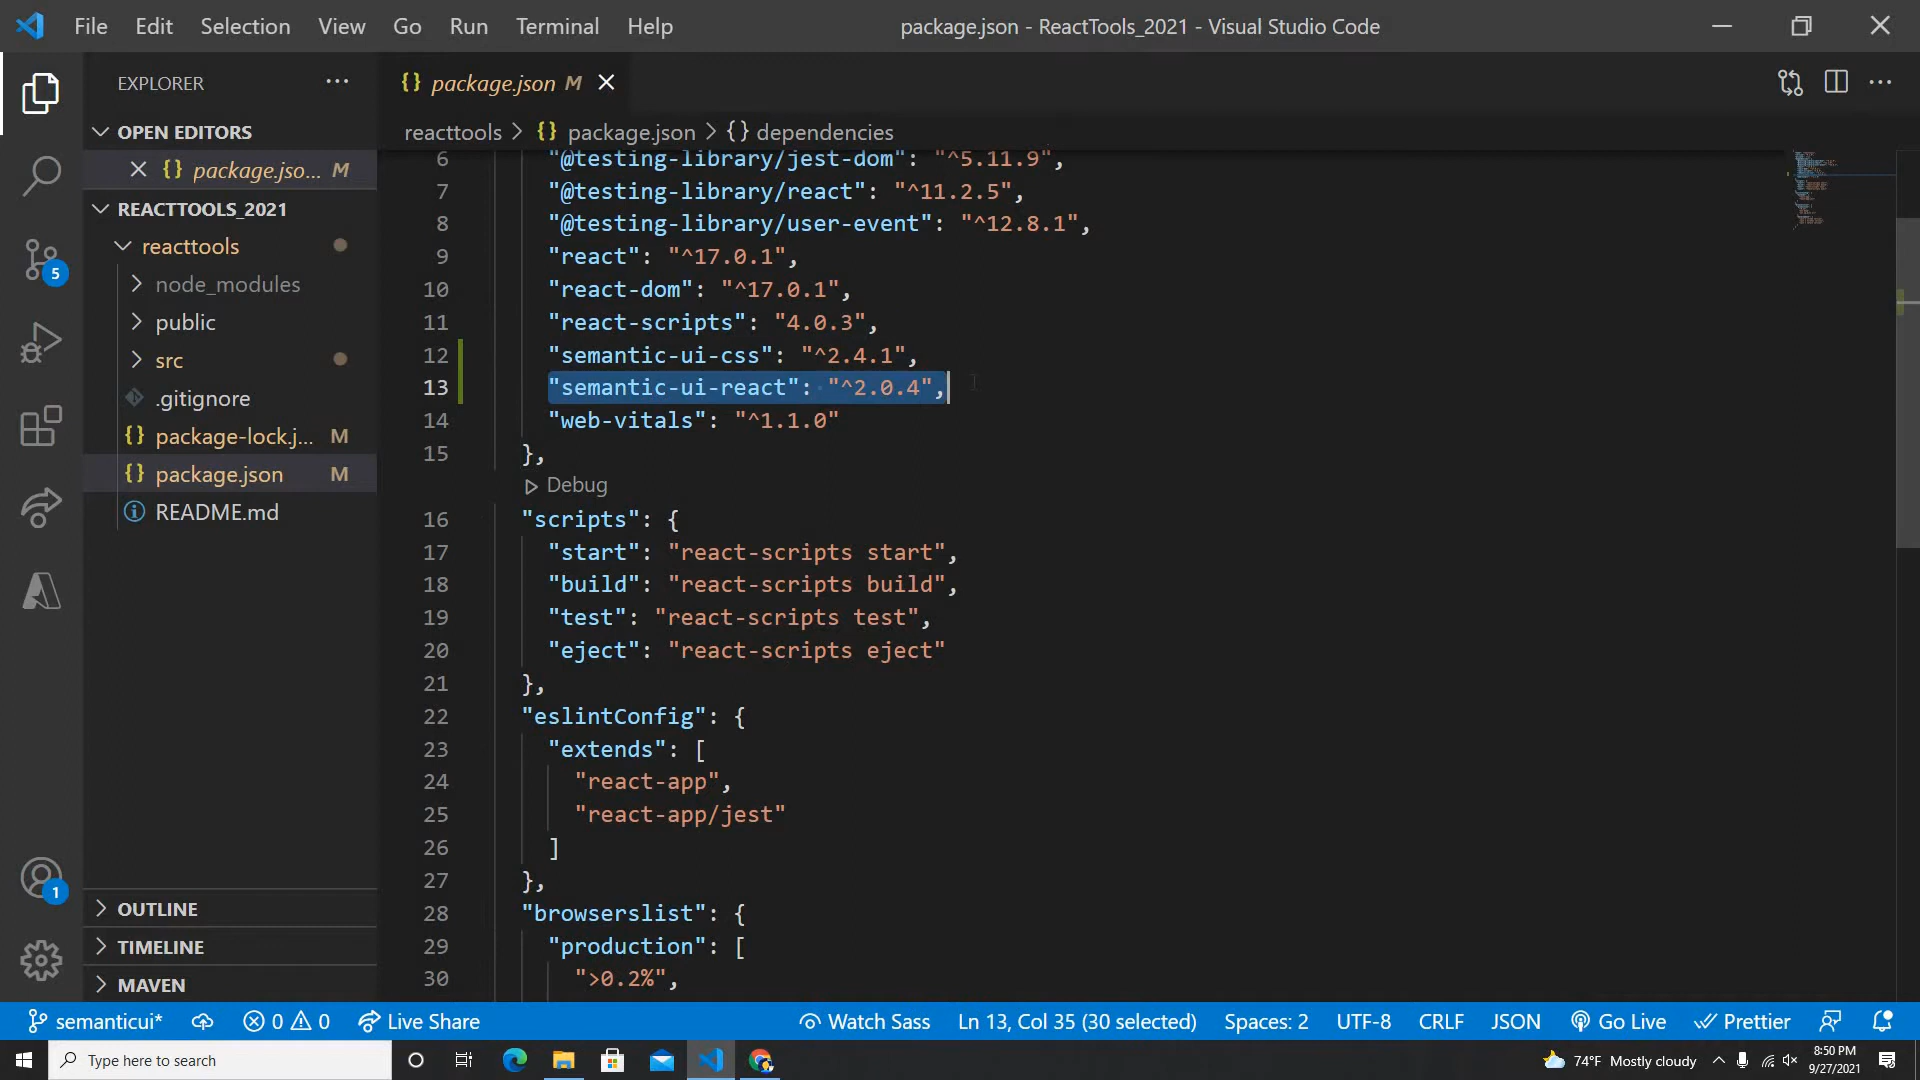 File Edit Selection View Go Run Terminal Help
package.json - ReactTools_2021 - Visual Studio Code
EXPLORER
OPEN EDITORS
{} package.jso... M
REACTTOOLS_2021
reacttools
node_modules
public
src
.gitignore
{} package-lock.j... M
{} package.json M
README.md
OUTLINE
TIMELINE
MAVEN
5
1
{} package.json M
reacttools > {} package.json > {} dependencies
6 "@testing-library/jest-dom": "^5.11.9",
7 "@testing-library/react": "^11.2.5",
8 "@testing-library/user-event": "^12.8.1",
9 "react": "^17.0.1",
10 "react-dom": "^17.0.1",
11 "react-scripts": "4.0.3",
12 "semantic-ui-css": "^2.4.1",
13 "semantic-ui-react": "^2.0.4",
14 "web-vitals": "^1.1.0"
15 },
Debug
16 "scripts": {
17 "start": "react-scripts start",
18 "build": "react-scripts build",
19 "test": "react-scripts test",
20 "eject": "react-scripts eject"
21 },
22 "eslintConfig": {
23 "extends": [
24 "react-app",
25 "react-app/jest"
26 ]
27 },
28 "browserslist": {
29 "production": [
30 ">0.2%",
semanticui* 0 0 Live Share Watch Sass Ln 13, Col 35 (30 selected) Spaces: 2 UTF-8 CRLF JSON Go Live Prettier
Type here to search
74°F Mostly cloudy
8:50 PM
9/27/2021